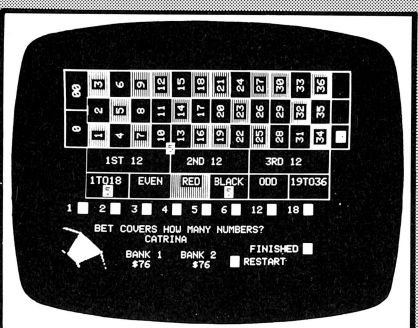 00 3 6 9 12 15 18 21 24 27 30 33 36
2 5 8 11 14 17 20 23 26 29 32 35
0 1 4 7 10 13 16 19 22 25 28 31 34
1ST 12 2ND 12 3RD 12
1TO18 EVEN RED BLACK ODD 19TO36
1 2 3 4 5 6 12 18
BET COVERS HOW MANY NUMBERS?
CATRINA
FINISHED
BANK 1 BANK 2
RESTART
$76 $76